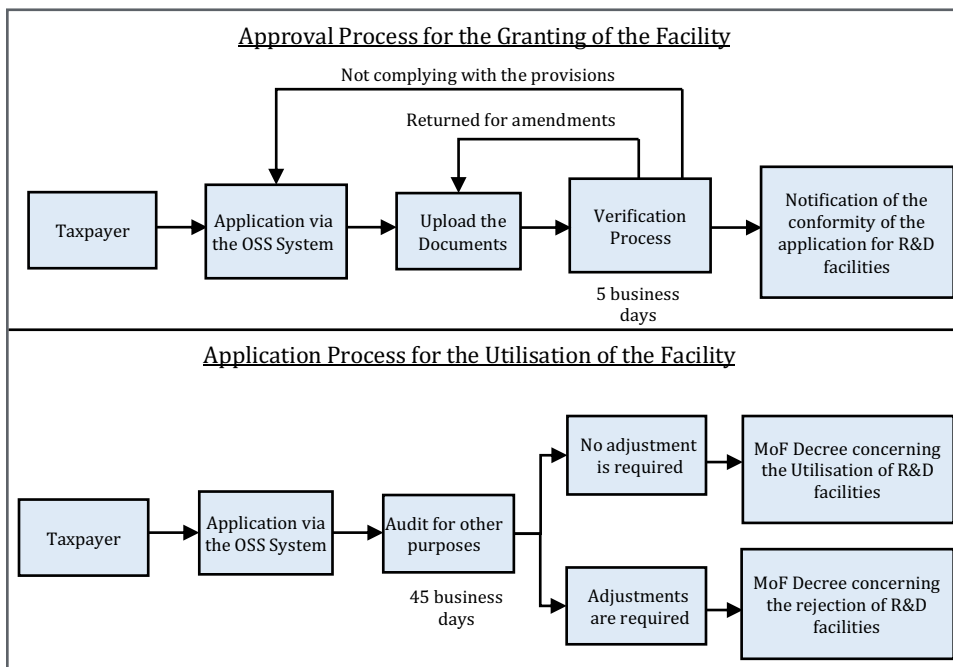 Approval Process for the Granting of the Facility
Not complying with the provisions
Returned for amendments
Taxpayer
Application via
the OSS System
Upload the
Documents
Verification
Process
Notification of the
conformity of the
application for R&D
facilities
5 business
days
Application Process for the Utilisation of the Facility
Taxpayer
Application via
the OSS System
Audit for other
purposes
45 business
days
No adjustment
is required
MoF Decree concerning
the Utilisation of R&D
facilities
Adjustments
are required
MoF Decree concerning
the rejection of R&D
facilities